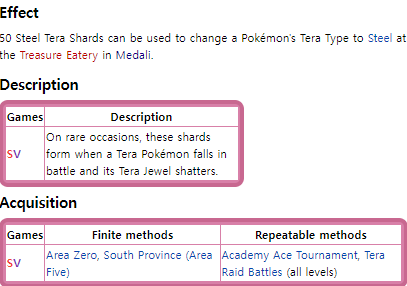 Effect
50 Steel Tera Shards can be used to change a Pokémon's Tera Type to Steel at
the Treasure Eatery in Medali.
Description
Games Description
SV On rare occasions, these shards
form when a Tera Pokémon falls in
battle and its Tera Jewel shatters.
Acquisition
Games Finite methods Repeatable methods
SV Area Zero, South Province (Area
Five)
Academy Ace Tournament, Tera
Raid Battles (all levels)